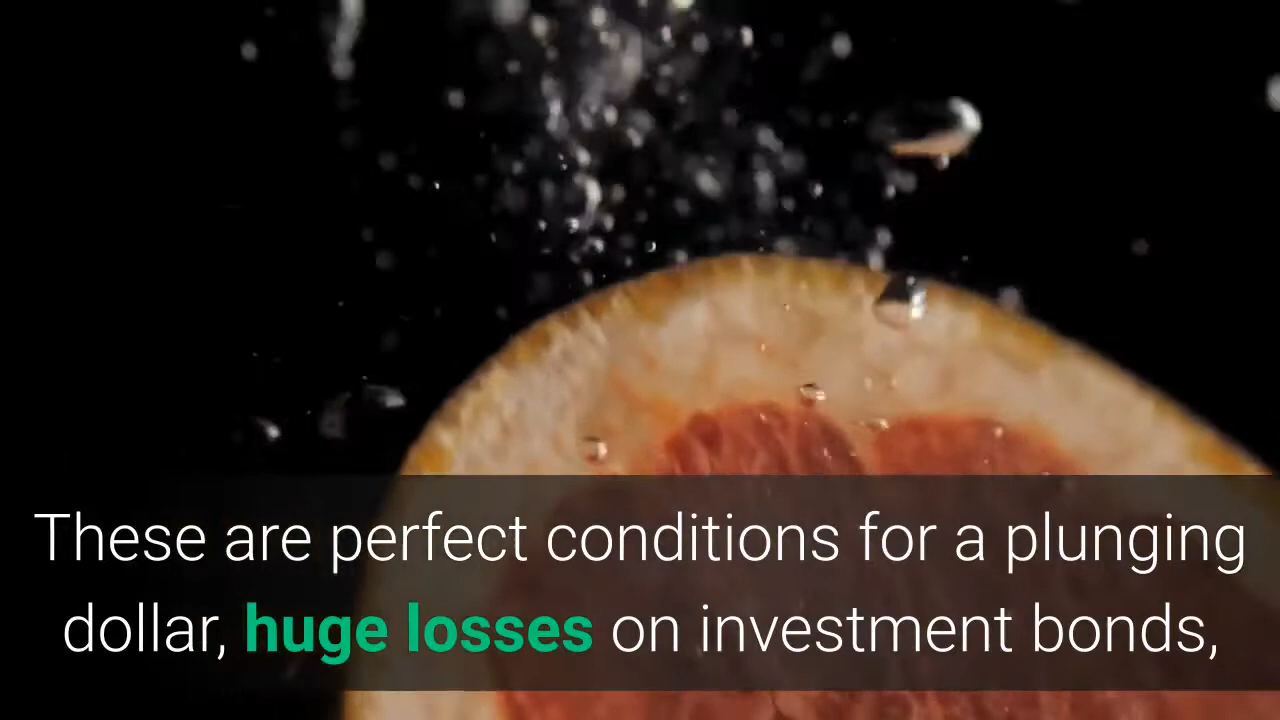 These are perfect conditions for a plunging
dollar, huge losses on investment bonds,